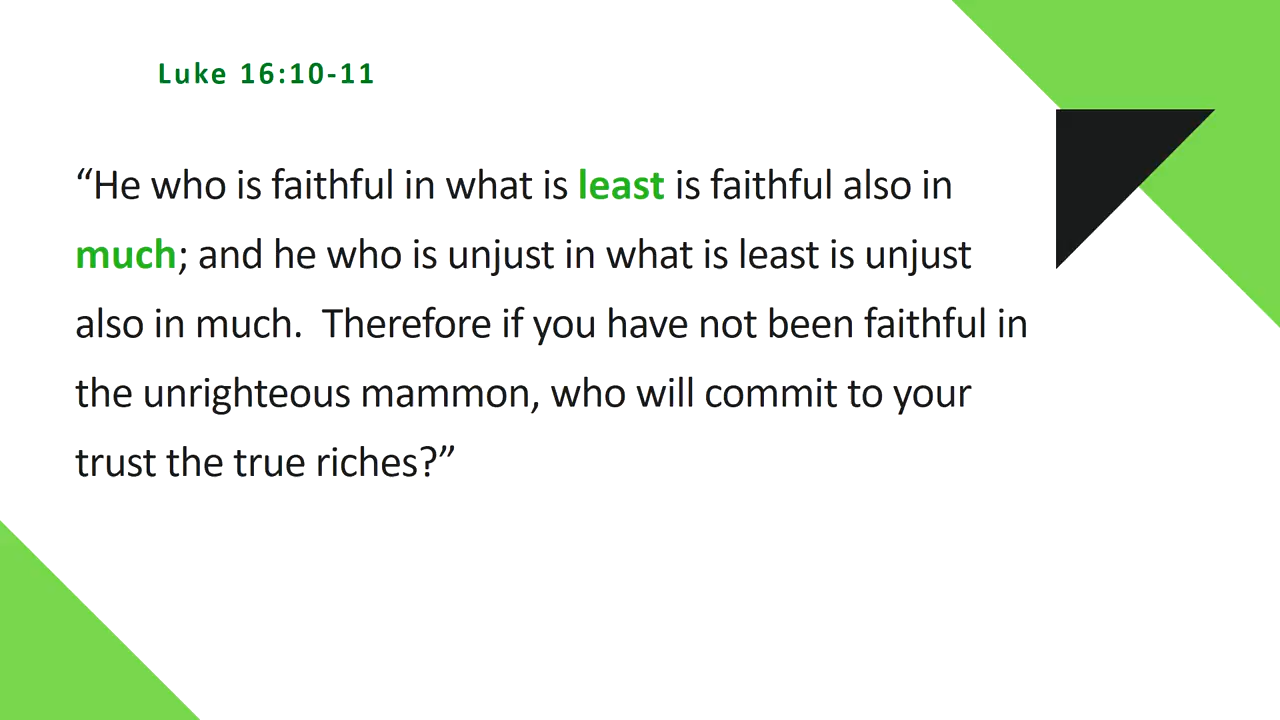 Luke 16:10-11
“He who is faithful in what is least is faithful also in
much; and he who is unjust in what is least is unjust
also in much.  Therefore if you have not been faithful in
the unrighteous mammon, who will commit to your
trust the true riches?”